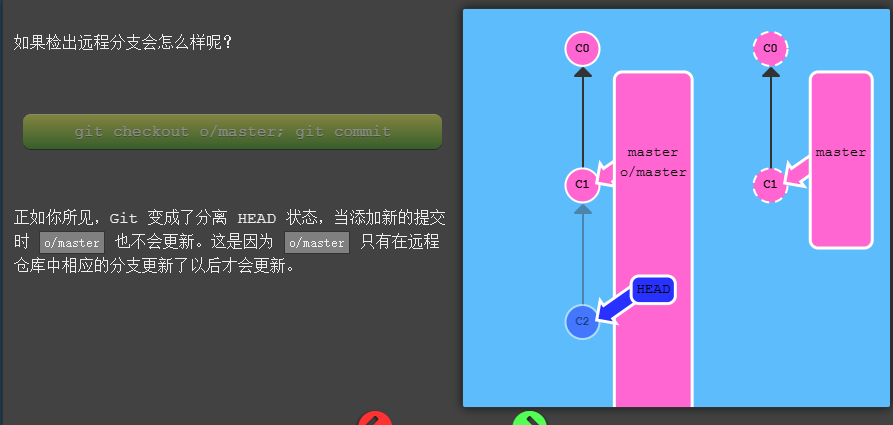 如果检出远程分支会怎么样呢？
git checkout o/master; git commit
正如你所见，Git 变成了分离 HEAD 状态，当添加新的提交
时 o/master 也不会更新。这是因为 o/master 只有在远程
仓库中相应的分支更新了以后才会更新。
C0
C0
master
o/master
master
C1
C1
HEAD
C2